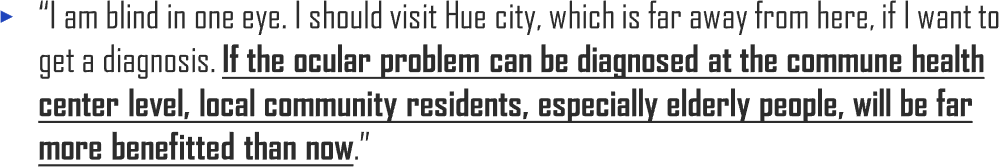 ▸ “I am blind in one eye. I should visit Hue city, which is far away from here, if I want to
get a diagnosis. If the ocular problem can be diagnosed at the commune health
center level, local community residents, especially elderly people, will be far
more benefitted than now.”